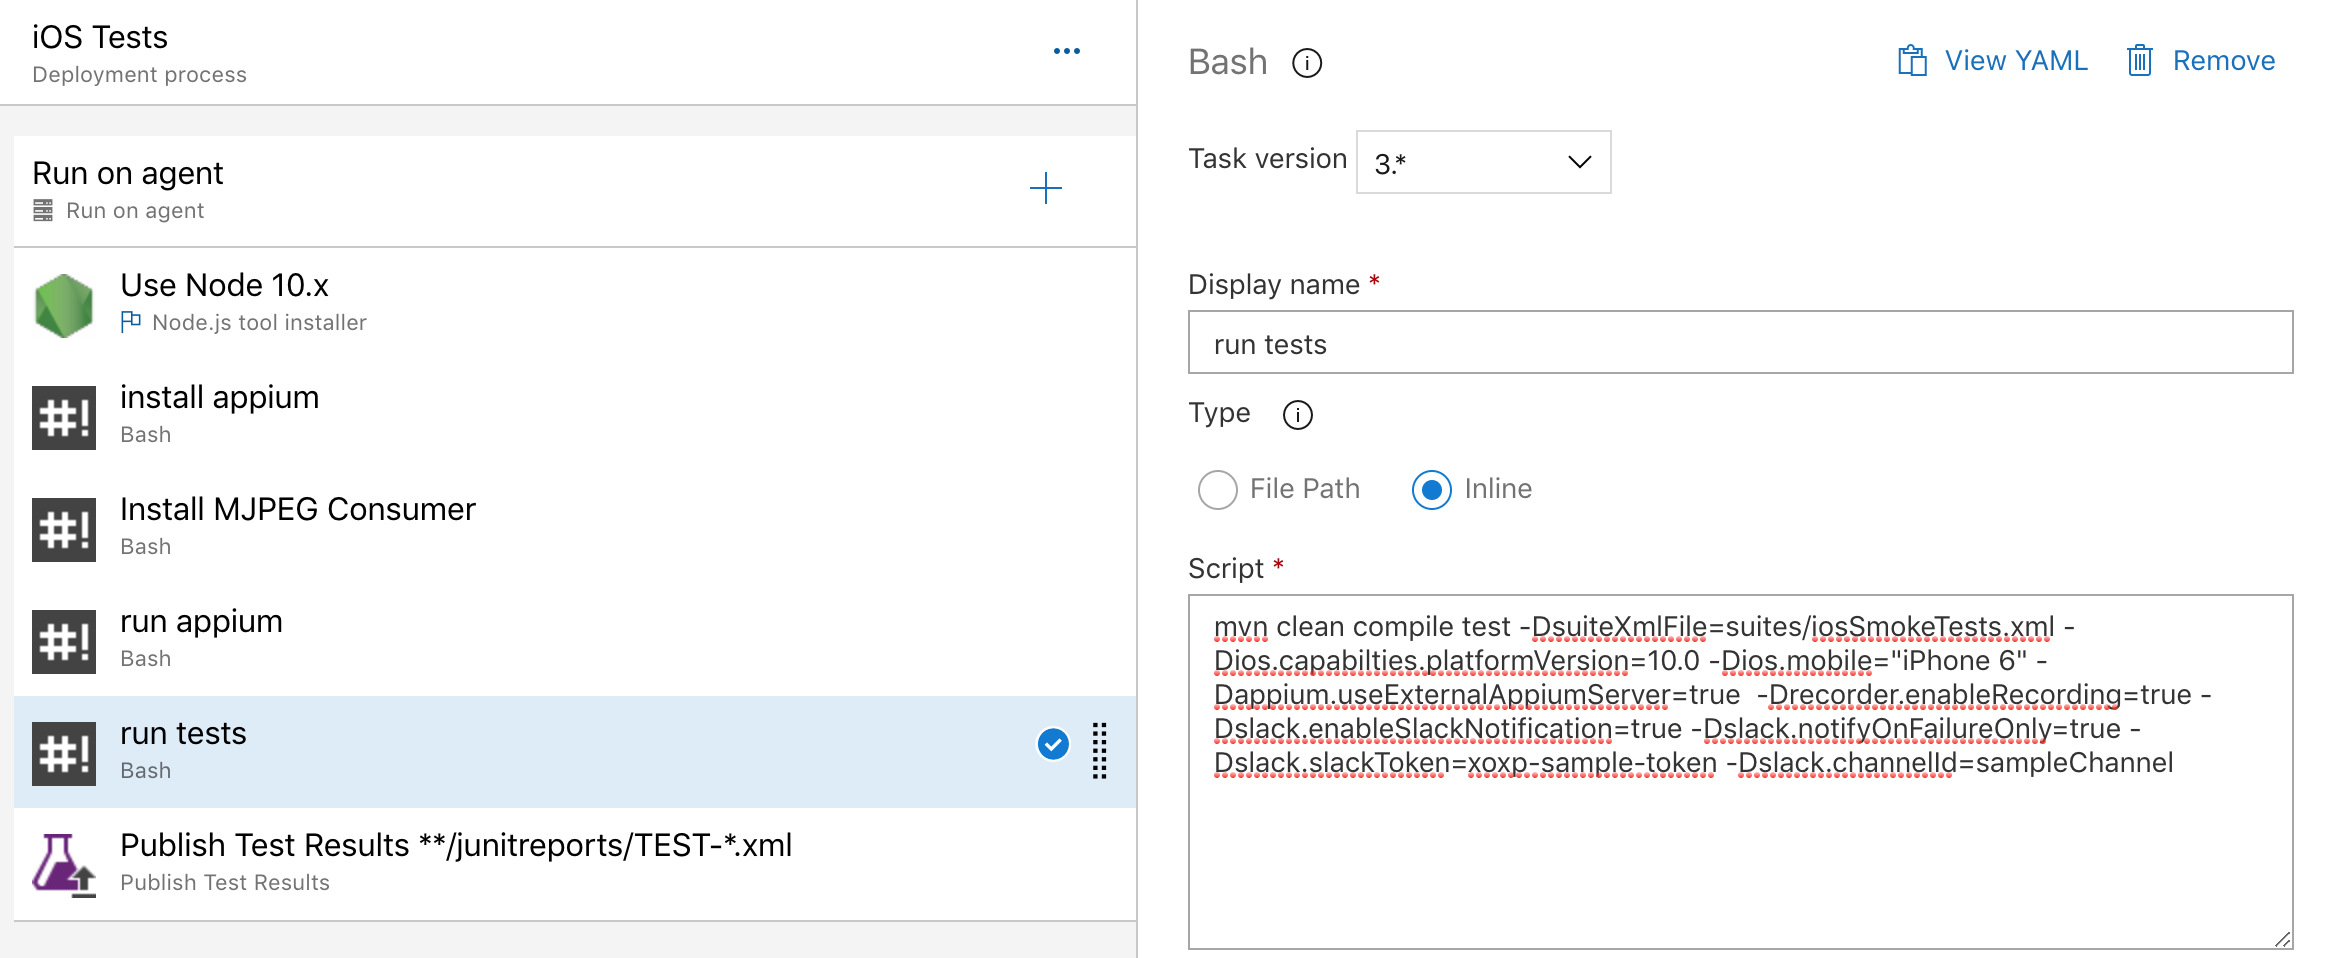 iOS Tests
Deployment process
Run on agent
Run on agent
Use Node 10.x
Node.js tool installer
install appium
Bash
Install MJPEG Consumer
Bash
run appium
Bash
run tests
Bash
Publish Test Results **/junitreports/TEST-*.xml
Publish Test Results
Bash
View YAML
Remove
Task version 3.*
Display name *
run tests
Type
File Path
Inline
Script *
mvn clean compile test -DsuiteXmlFile=suites/iosSmokeTests.xml -
Dios.capabilties.platformVersion=10.0 -Dios.mobile="iPhone 6" -
Dappium.useExternalAppiumServer=true  -Drecorder.enableRecording=true -
Dslack.enableSlackNotification=true -Dslack.notifyOnFailureOnly=true -
Dslack.slackToken=xoxp-sample-token -Dslack.channelId=sampleChannel